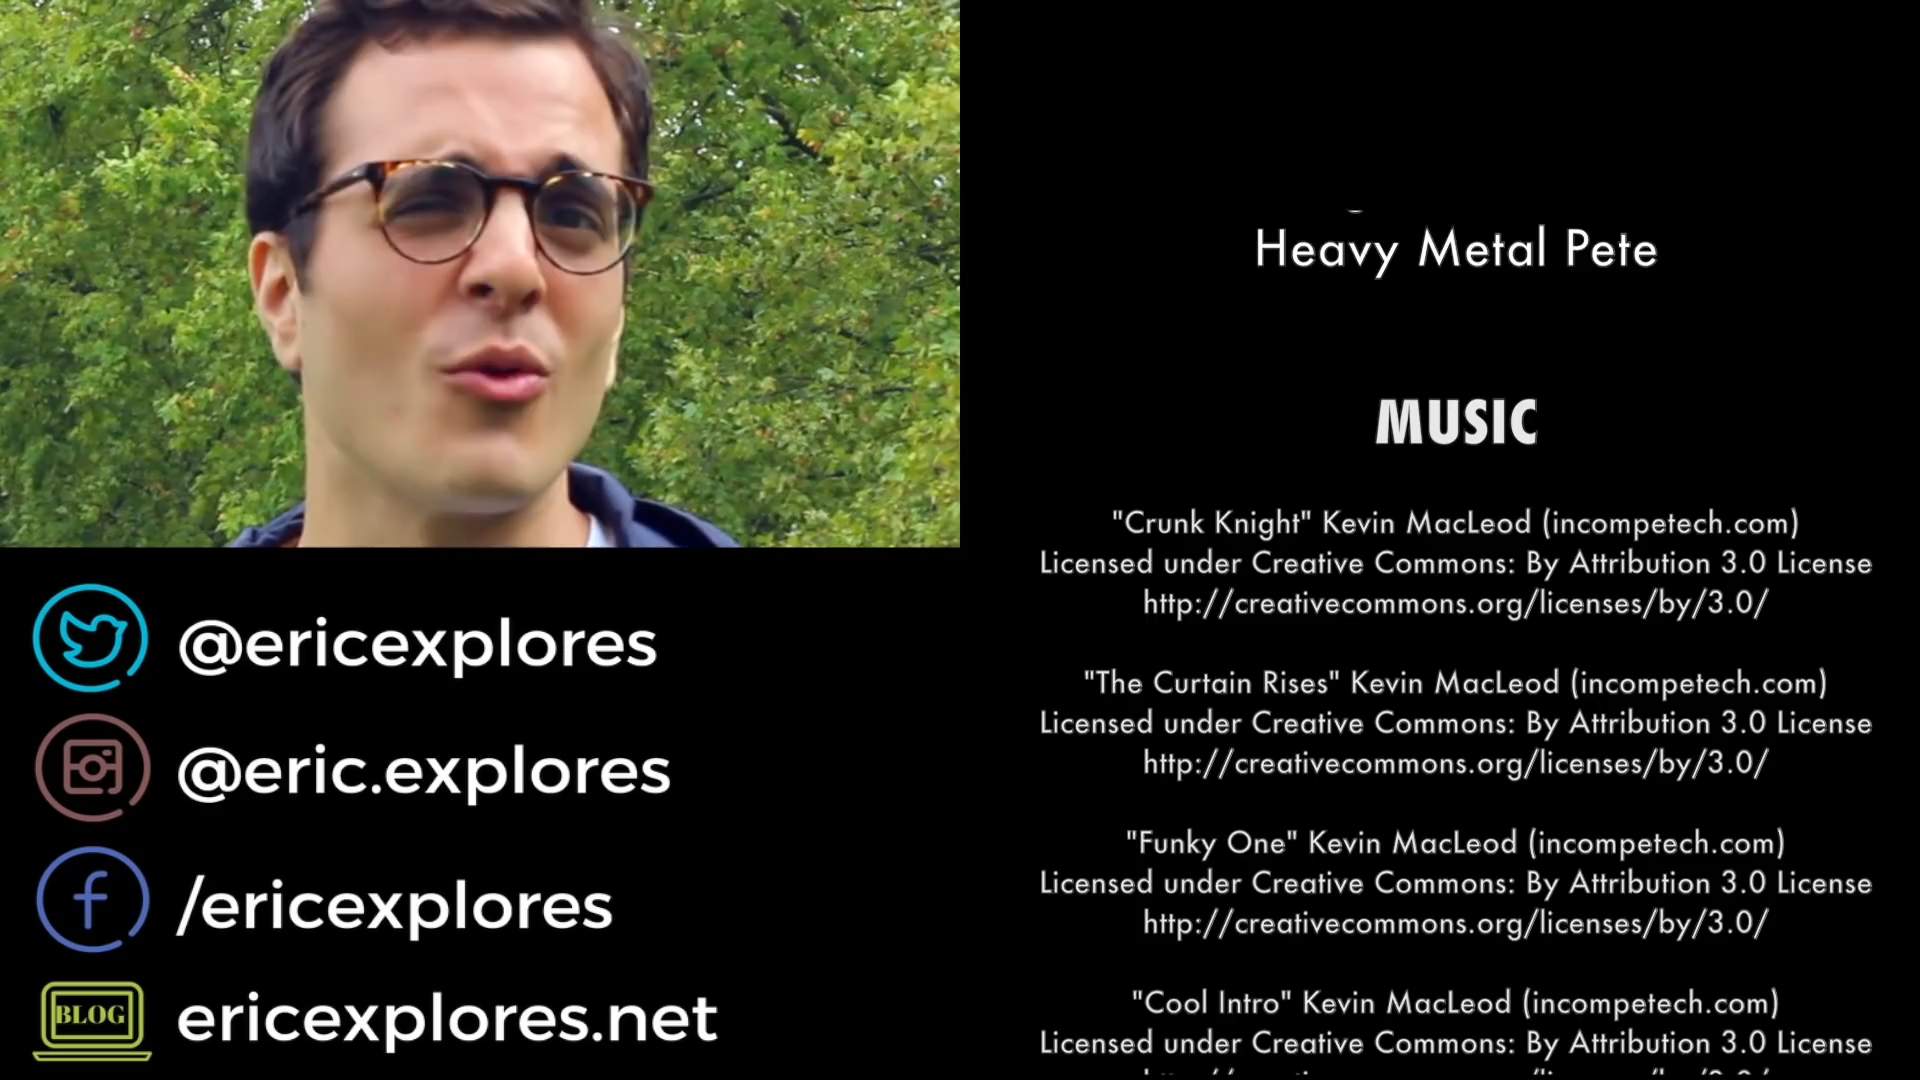 @ericexplores
@eric.explores
f
/ericexplores
BLOG
ericexplores.net
Heavy Metal Pete
MUSIC
"Crunk Knight" Kevin MacLeod (incompetech.com)
Licensed under Creative Commons: By Attribution 3.0 License
http://creativecommons.org/licenses/by/3.0/
"The Curtain Rises" Kevin MacLeod (incompetech.com)
Licensed under Creative Commons: By Attribution 3.0 License
http://creativecommons.org/licenses/by/3.0/
"Funky One" Kevin MacLeod (incompetech.com)
Licensed under Creative Commons: By Attribution 3.0 License
http://creativecommons.org/licenses/by/3.0/
"Cool Intro" Kevin MacLeod (incompetech.com)
Licensed under Creative Commons: By Attribution 3.0 License